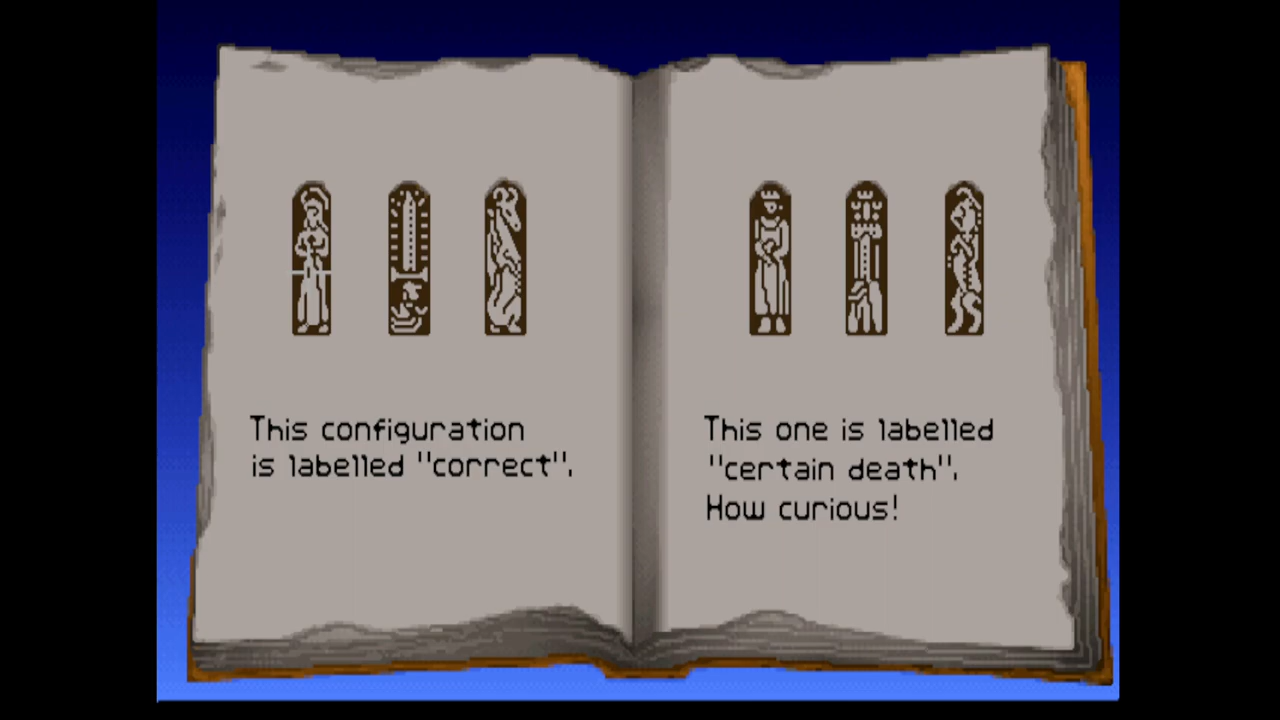 This configuration
is labelled "correct".
This one is labelled
"certain death".
How curious!